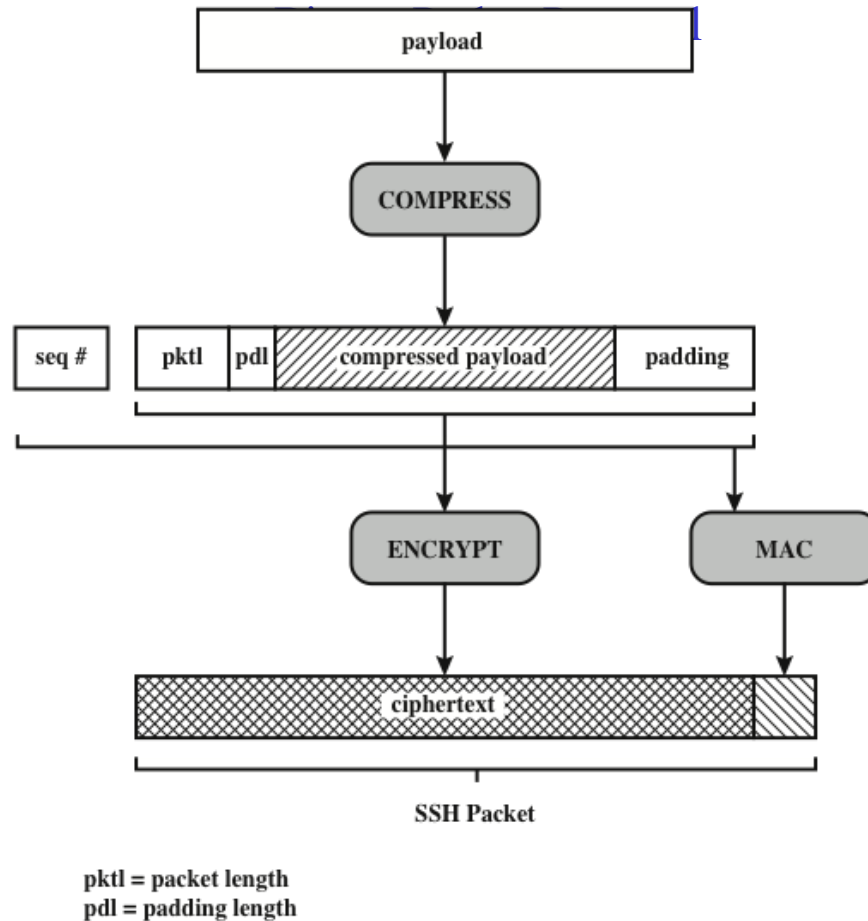 payload
COMPRESS
seq # pktl pdl compressed payload padding
ENCRYPT MAC
ciphertext
SSH Packet
pktl = packet length
pdl = padding length